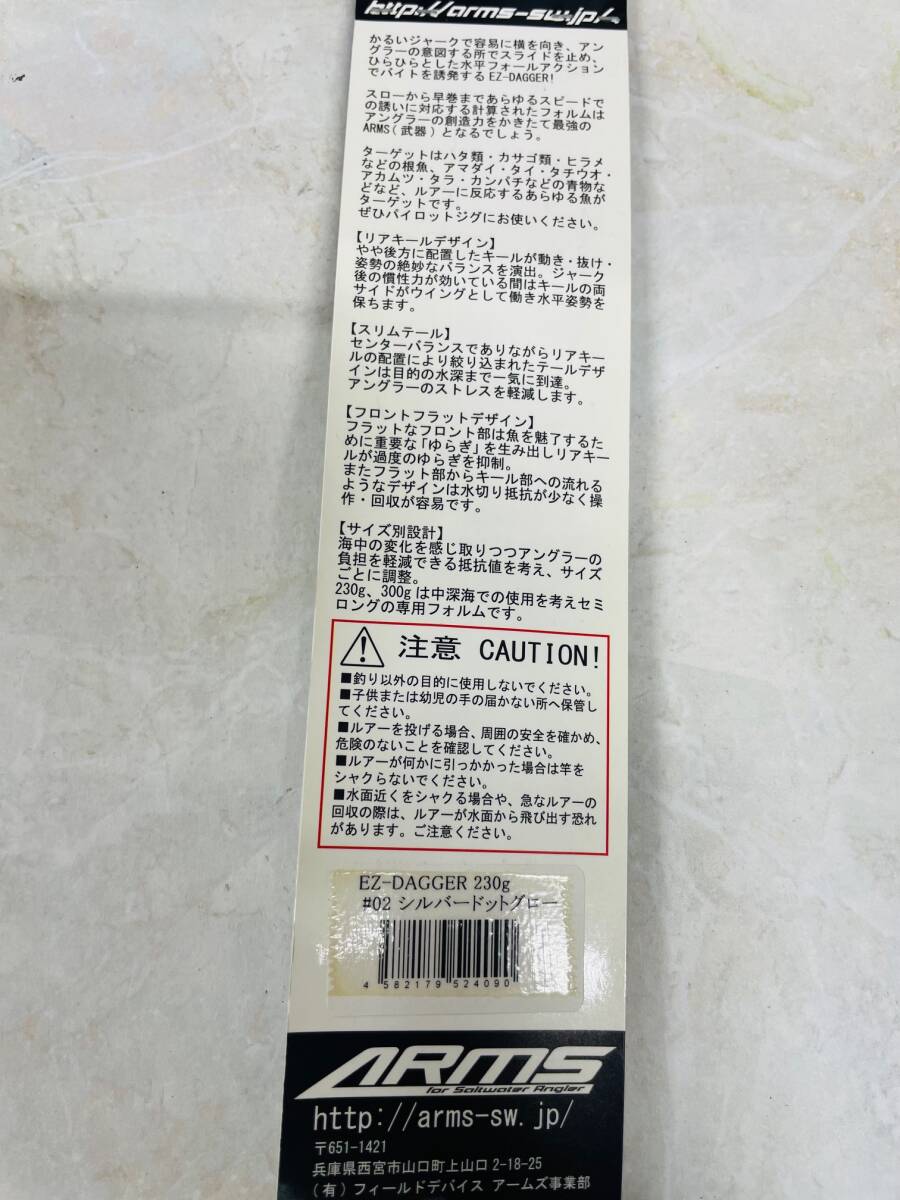 http://arms-sw.jp/
かるいジャークで容易に横を向き、アン
グラーの意図する所でスライドを止め、
ひらひらとした水平フォールアクション
でバイトを誘発するEZ-DAGGER!
スローから早巻まであらゆるスピードで
の誘いに対応する計算されたフォルムは
アングラーの創造力をかきたて最強の
ARMS(武器)となるでしょう。
ターゲットはハタ類・カサゴ類・ヒラメ
などの根魚、アマダイ・タイ・タチウオ・
アカムツ・タラ・カンパチなどの青物な
どなど、ルアーに反応するあらゆる魚が
ターゲットです。
ぜひパイロットジグにお使いください。
【リアキールデザイン】
やや後方に配置したキールが動き・抜け・
姿勢の絶妙なバランスを演出。ジャーク
後の慣性力が効いている間はキールの両
サイドがウイングとして働き水平姿勢を
保ちます。
【スリムテール】
センターバランスでありながらリアキー
ルの配置により絞り込まれたテールデザ
インは目的の水深まで一気に到達。
アングラーのストレスを軽減します。
【フロントフラットデザイン】
フラットなフロント部は魚を魅了するた
めに重要な「ゆらぎ」を生み出しリアキー
ルが過度のゆらぎを抑制。
またフラット部からキール部への流れる
ようなデザインは水切り抵抗が少なく操
作・回収が容易です。
【サイズ別設計】
海中の変化を感じ取りつつアングラーの
負担を軽減できる抵抗値を考え、サイズ
ごとに調整。
230g、300gは中深海での使用を考えセミ
ロングの専用フォルムです。
注意 CAUTION!
■釣り以外の目的に使用しないでください。
■子供または幼児の手の届かない所へ保管し
てください。
■ルアーを投げる場合、周囲の安全を確かめ、
危険のないことを確認してください。
■ルアーが何かに引っかかった場合は竿を
シャクらないでください。
■水面近くをシャクる場合や、急なルアーの
回収の際は、ルアーが水面から飛び出す恐れ
があります。ご注意ください。
EZ-DAGGER 230g
#02 シルバードットグロー
4 582179 524090
ARMS
for Saltwater Angler
http://arms-sw.jp/
〒651-1421
兵庫県西宮市山口町上山口2-18-25
(有)フィールドデバイス アームズ事業部